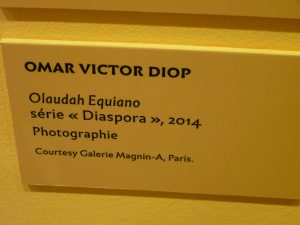 OMAR VICTOR DIOP
Olaudah Equiano
série « Diaspora », 2014
Photographie
Courtesy Galerie Magnin-A, Paris.